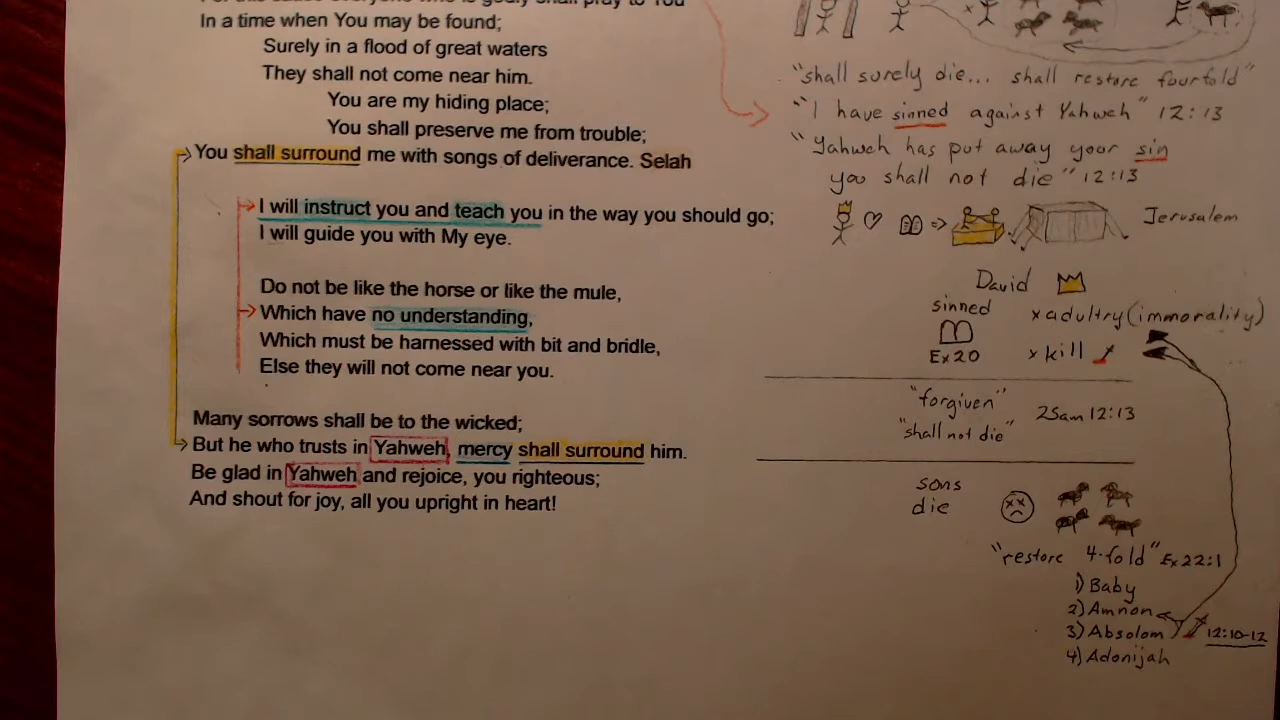 In a time when You may be found;
Surely in a flood of great waters
They shall not come near him.
You are my hiding place;
You shall preserve me from trouble;
You shall surround me with songs of deliverance. Selah
I will instruct you and teach you in the way you should go;
I will guide you with My eye.
Do not be like the horse or like the mule,
Which have no understanding,
Which must be harnessed with bit and bridle,
Else they will not come near you.
Many sorrows shall be to the wicked;
But he who trusts in Yahweh, mercy shall surround him.
Be glad in Yahweh and rejoice, you righteous;
And shout for joy, all you upright in heart!
"shall surely die... shall restore fourfold"
"I have sinned against Yahweh" 12:13
"Yahweh has put away your sin
you shall not die" 12:13
Jerusalem
David
sinned
x adultry (immorality)
Ex20
x kill
"forgiven"
2Sam 12:13
"shall not die"
sons
die
"restore 4-fold" Ex 22:1
1) Baby
2) Amnon
3) Absolom
12:10-12
4) Adonijah